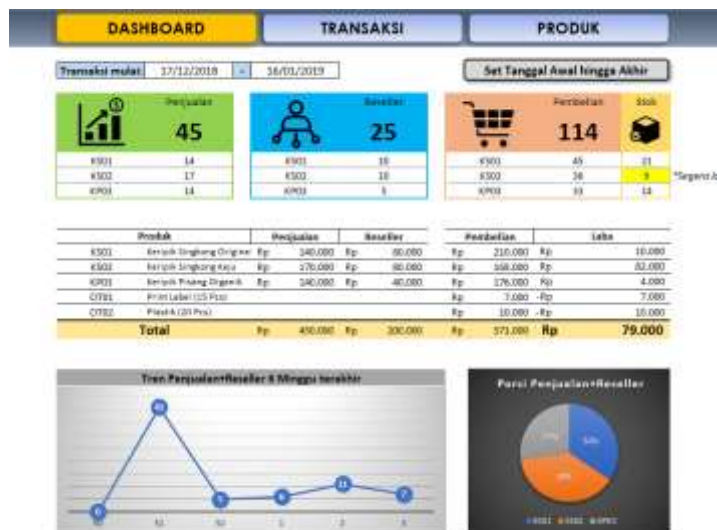 DASHBOARD TRANSAKSI PRODUK
Transaksi mulai: 17/12/2018 - 16/01/2019 Set Tanggal Awal hingga Akhir
Penjualan Reseller Pembelian Stok
45 25 114
KS01 14 KS01 10 KS01 45 21
KS02 17 KS02 10 KS02 36 9 *Segera
KP03 14 KP03 5 KP03 33 14
Produk Penjualan Reseller Pembelian Laba
KS01 Keripik Singkong Original Rp 140.000 Rp 80.000 Rp 210.000 Rp 10.000
KS02 Keripik Singkong Keju Rp 170.000 Rp 80.000 Rp 168.000 Rp 82.000
KP03 Keripik Pisang Organik Rp 140.000 Rp 40.000 Rp 176.000 Rp 4.000
OT01 Print Label (15 Pcs) Rp 7.000 -Rp 7.000
OT02 Plastik (20 Pcs) Rp 10.000 -Rp 10.000
Total Rp 450.000 Rp 200.000 Rp 571.000 Rp 79.000
Tren Penjualan+Reseller 6 Minggu terakhir
Porsi Penjualan+Reseller
KS01 KS02 KP03